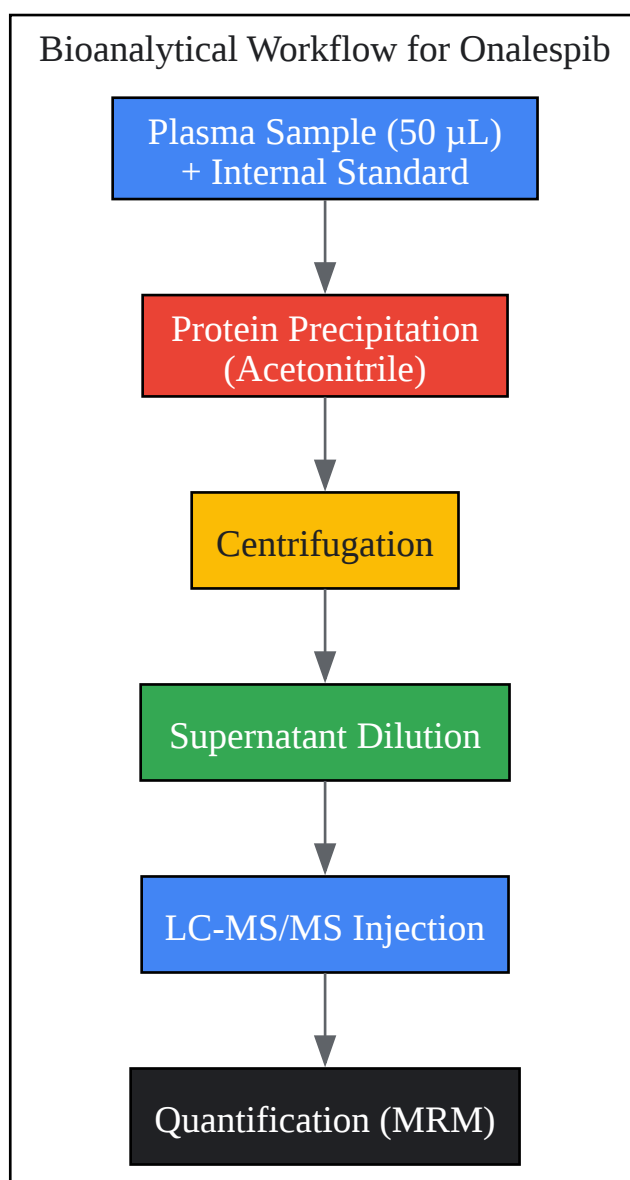 Bioanalytical Workflow for Onalespib
Plasma Sample (50 µL)
+ Internal Standard
Protein Precipitation
(Acetonitrile)
Centrifugation
Supernatant Dilution
LC-MS/MS Injection
Quantification (MRM)